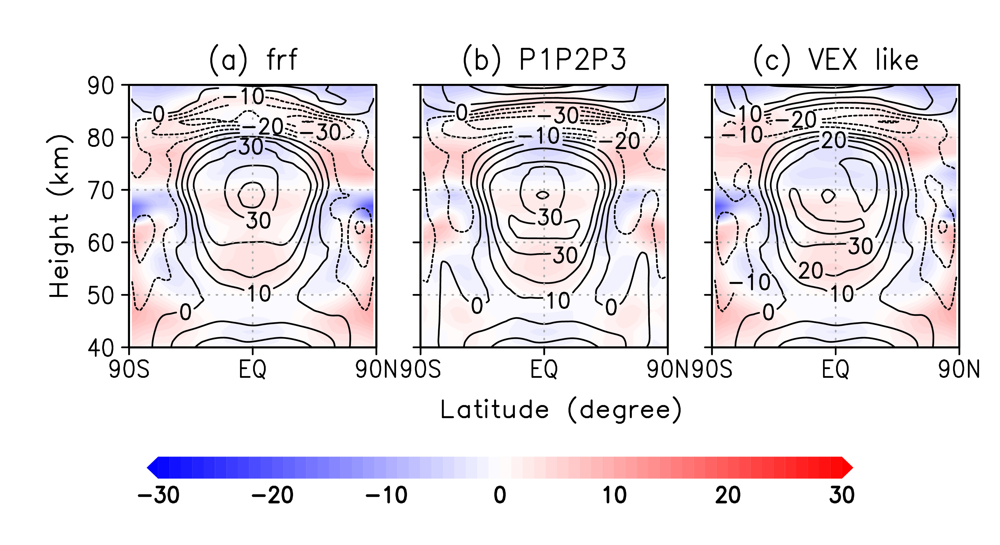 (a) frf (b) P1P2P3 (c) VEX like
90 -10
0 0 -30 10 -20
80 -20 -30 -10 -20 -10 20
30
Height (km)
70
30 30
60 30 30
20
50 10 0 10 0 -10 10
0 0
40
90S EQ 90N 90S EQ 90N 90S EQ 90N
Latitude (degree)
-30 -20 -10 0 10 20 30